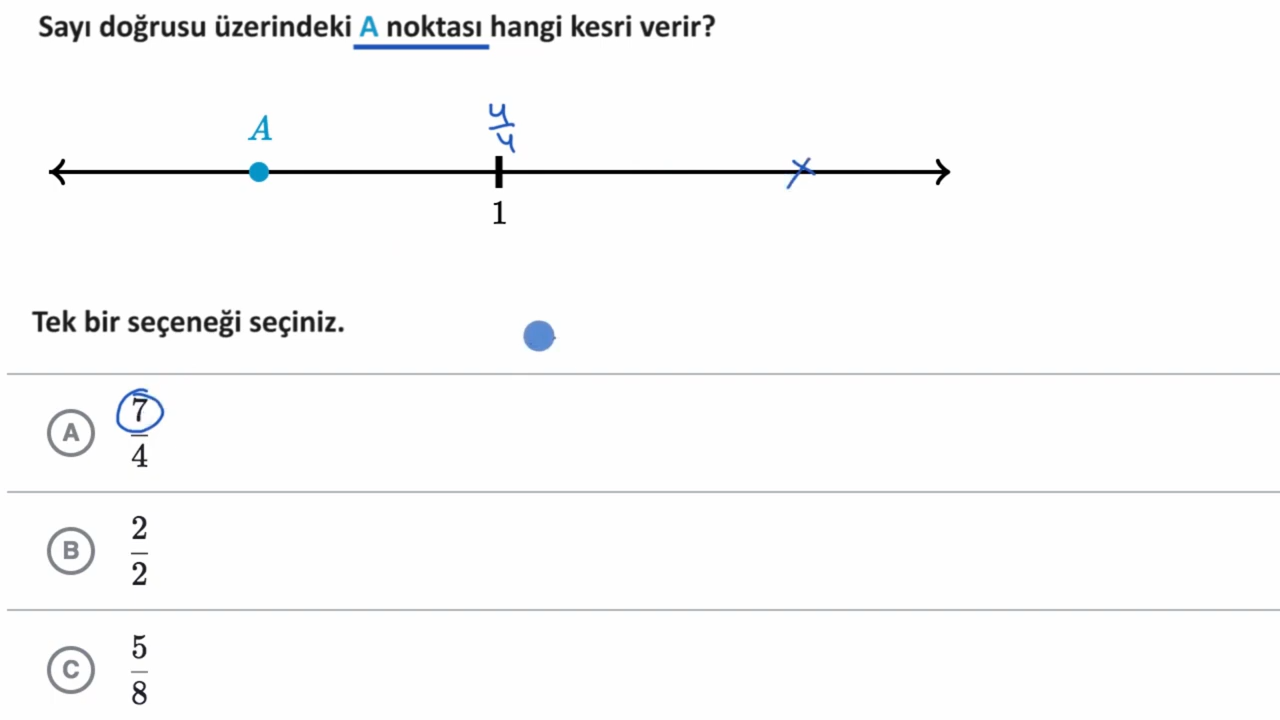 Sayı doğrusu üzerindeki A noktası hangi kesri verir?
A
4/4
1
Tek bir seçeneği seçiniz.
A 7/4
B 2/2
C 5/8